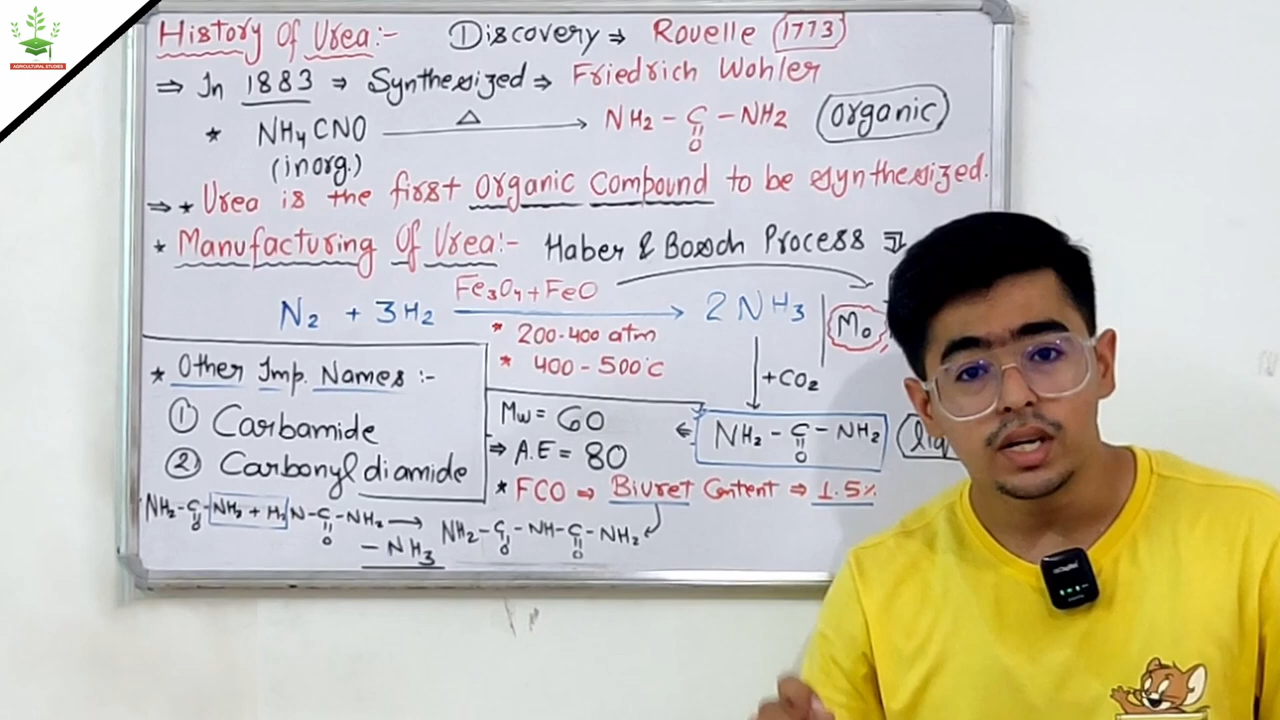 AGRICULTURAL STUDIES
History Of Urea:- Discovery ⇒ Rouelle (1773)
⇒ In 1883 ⇒ Synthesized ⇒ Friedrich Wohler
* NH4CNO —Δ→ NH2 - C - NH2 (Organic)
(inorg.) O
⇒ * Urea is the first Organic Compound to be synthesized.
* Manufacturing Of Urea:- Haber & Bosch Process
Fe3O4 + FeO
N2 + 3H2 → 2NH3 | Mo
* 200-400 atm
* 400 - 500°C
+CO2
* Other Imp. Names :-
① Carbamide
② Carbonyl diamide
Mw = 60
NH2 - C - NH2
O
⇒ A.E = 80
* FCO ⇒ Biuret Content ⇒ 1.5%
NH2 - C - NH2 + H2N - C - NH2 → NH2 - C - NH - C - NH2
O O O O
- NH3